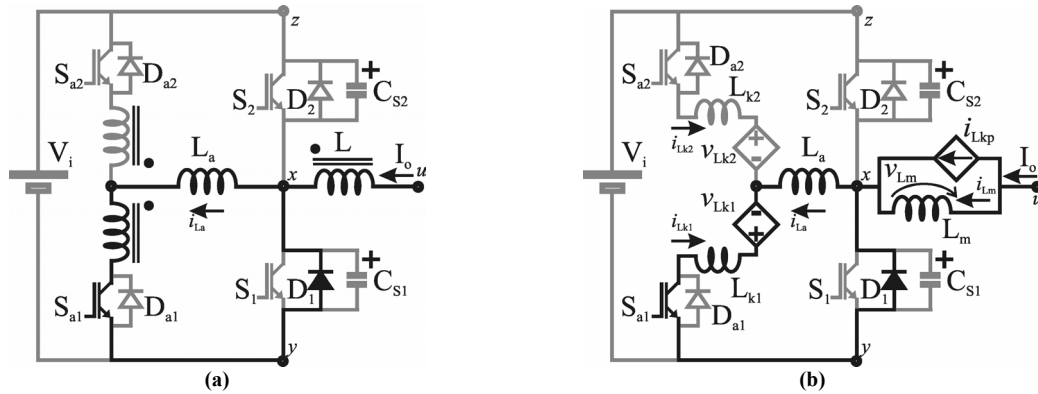 z
S_a2
D_a2
S_2
D_2
+
C_S2
V_i
L_a
L
I_o
u
x
i_La
S_a1
D_a1
S_1
D_1
+
C_S1
y
(a)
z
S_a2
D_a2
L_k2
S_2
D_2
+
C_S2
i_Lk2
v_Lk2
+
-
V_i
L_a
x
i_Lkp
v_Lm
I_o
i_Lm
u
L_m
v_Lk1
-
+
i_La
i_Lk1
L_k1
S_a1
D_a1
S_1
D_1
+
C_S1
y
(b)